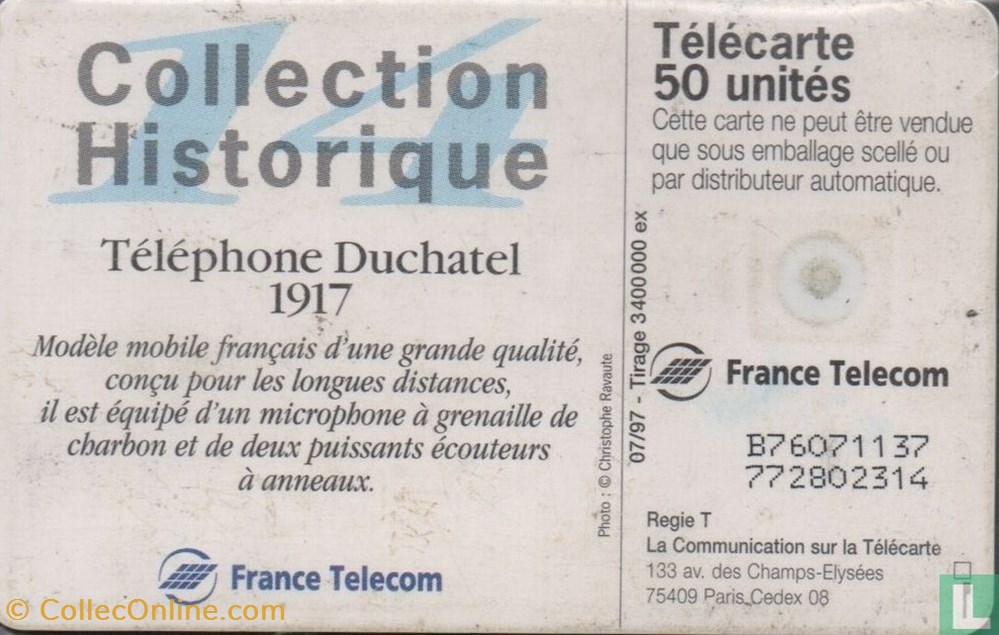 14
Collection
Historique
Téléphone Duchatel
1917
Modèle mobile français d'une grande qualité,
conçu pour les longues distances,
il est équipé d'un microphone à grenaille de
charbon et de deux puissants écouteurs
à anneaux.
France Telecom
Photo : © Christophe Ravaute
07/97 - Tirage 3 400 000 ex
Télécarte
50 unités
Cette carte ne peut être vendue
que sous emballage scellé ou
par distributeur automatique.
France Telecom
B76071137
772802314
Regie T
La Communication sur la Télécarte
133 av. des Champs-Elysées
75409 Paris Cedex 08
© CollecOnline.com
L